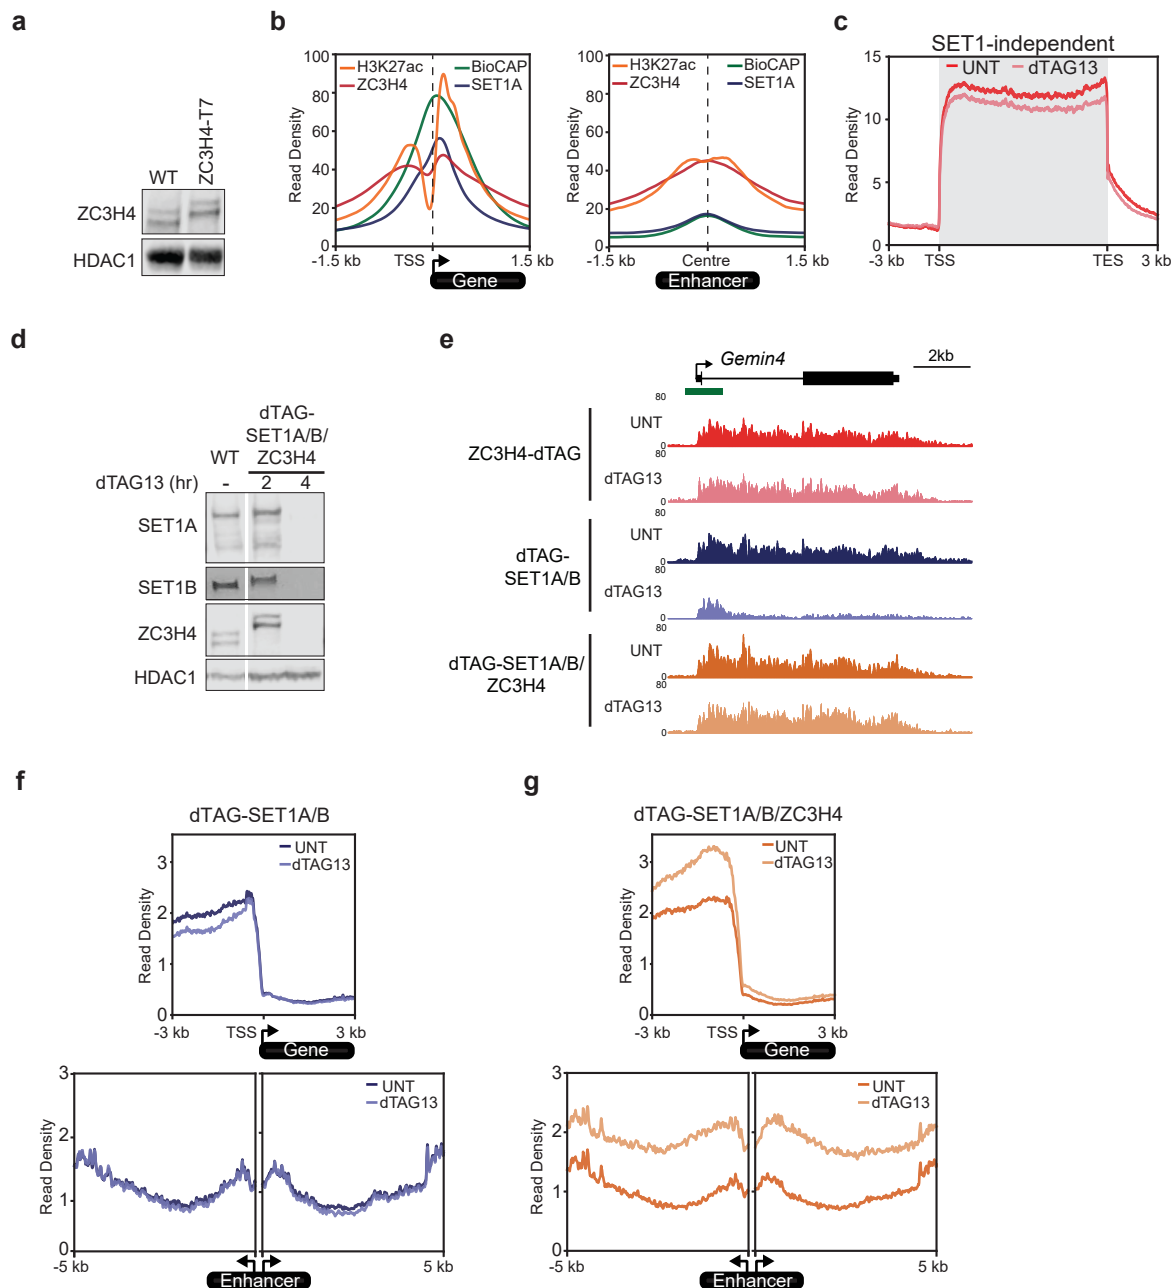 a
WT
ZC3H4-T7
ZC3H4
HDAC1
b
100
80
60
40
20
0
Read Density
H3K27ac
ZC3H4
BioCAP
SET1A
-1.5 kb
TSS
1.5 kb
Gene
100
80
60
40
20
0
Read Density
H3K27ac
ZC3H4
BioCAP
SET1A
-1.5 kb
Centre
1.5 kb
Enhancer
c
SET1-independent
UNT
dTAG13
15
10
5
0
Read Density
-3 kb
TSS
TES
3 kb
d
dTAG-
SET1A/B/
ZC3H4
WT
dTAG13 (hr)
-
2
4
SET1A
SET1B
ZC3H4
HDAC1
e
Gemin4
2kb
80
UNT
0
80
ZC3H4-dTAG
dTAG13
0
80
UNT
0
80
dTAG-
SET1A/B
dTAG13
0
80
UNT
0
80
dTAG-SET1A/B/
ZC3H4
dTAG13
0
f
dTAG-SET1A/B
UNT
dTAG13
3
2
1
0
Read Density
-3 kb
TSS
3 kb
Gene
3
2
1
0
Read Density
UNT
dTAG13
-5 kb
5 kb
Enhancer
g
dTAG-SET1A/B/ZC3H4
UNT
dTAG13
3
2
1
0
Read Density
-3 kb
TSS
3 kb
Gene
3
2
1
0
Read Density
UNT
dTAG13
-5 kb
5 kb
Enhancer